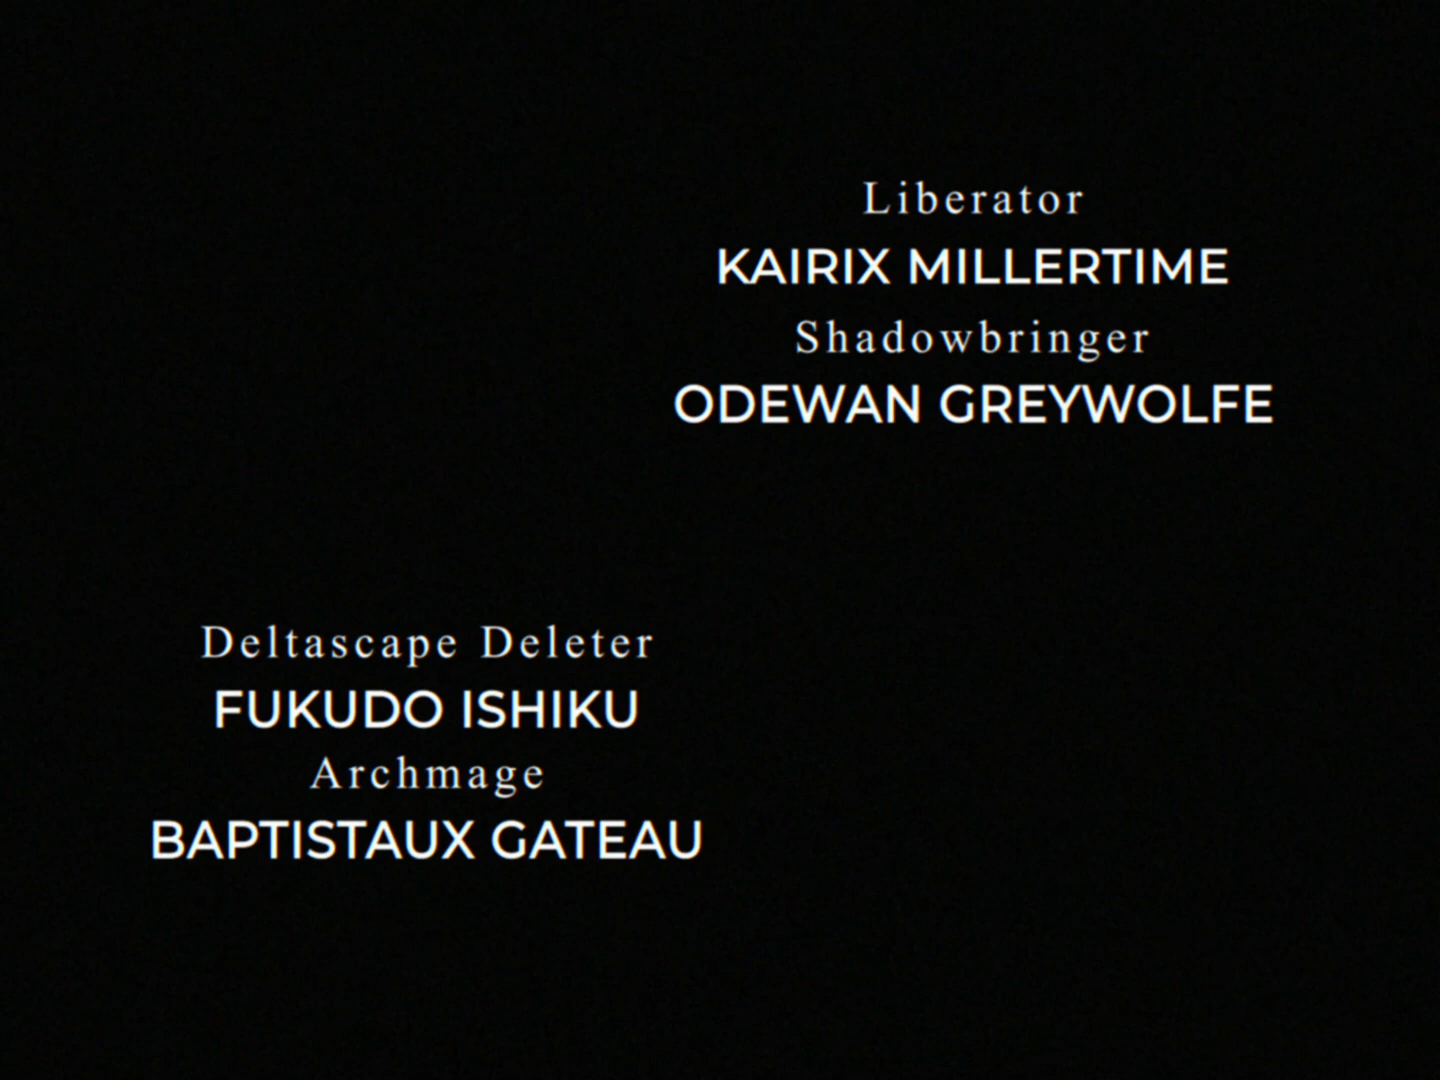 Liberator
KAIRIX MILLERTIME
Shadowbringer
ODEWAN GREYWOLFE
Deltascape Deleter
FUKUDO ISHIKU
Archmage
BAPTISTAUX GATEAU